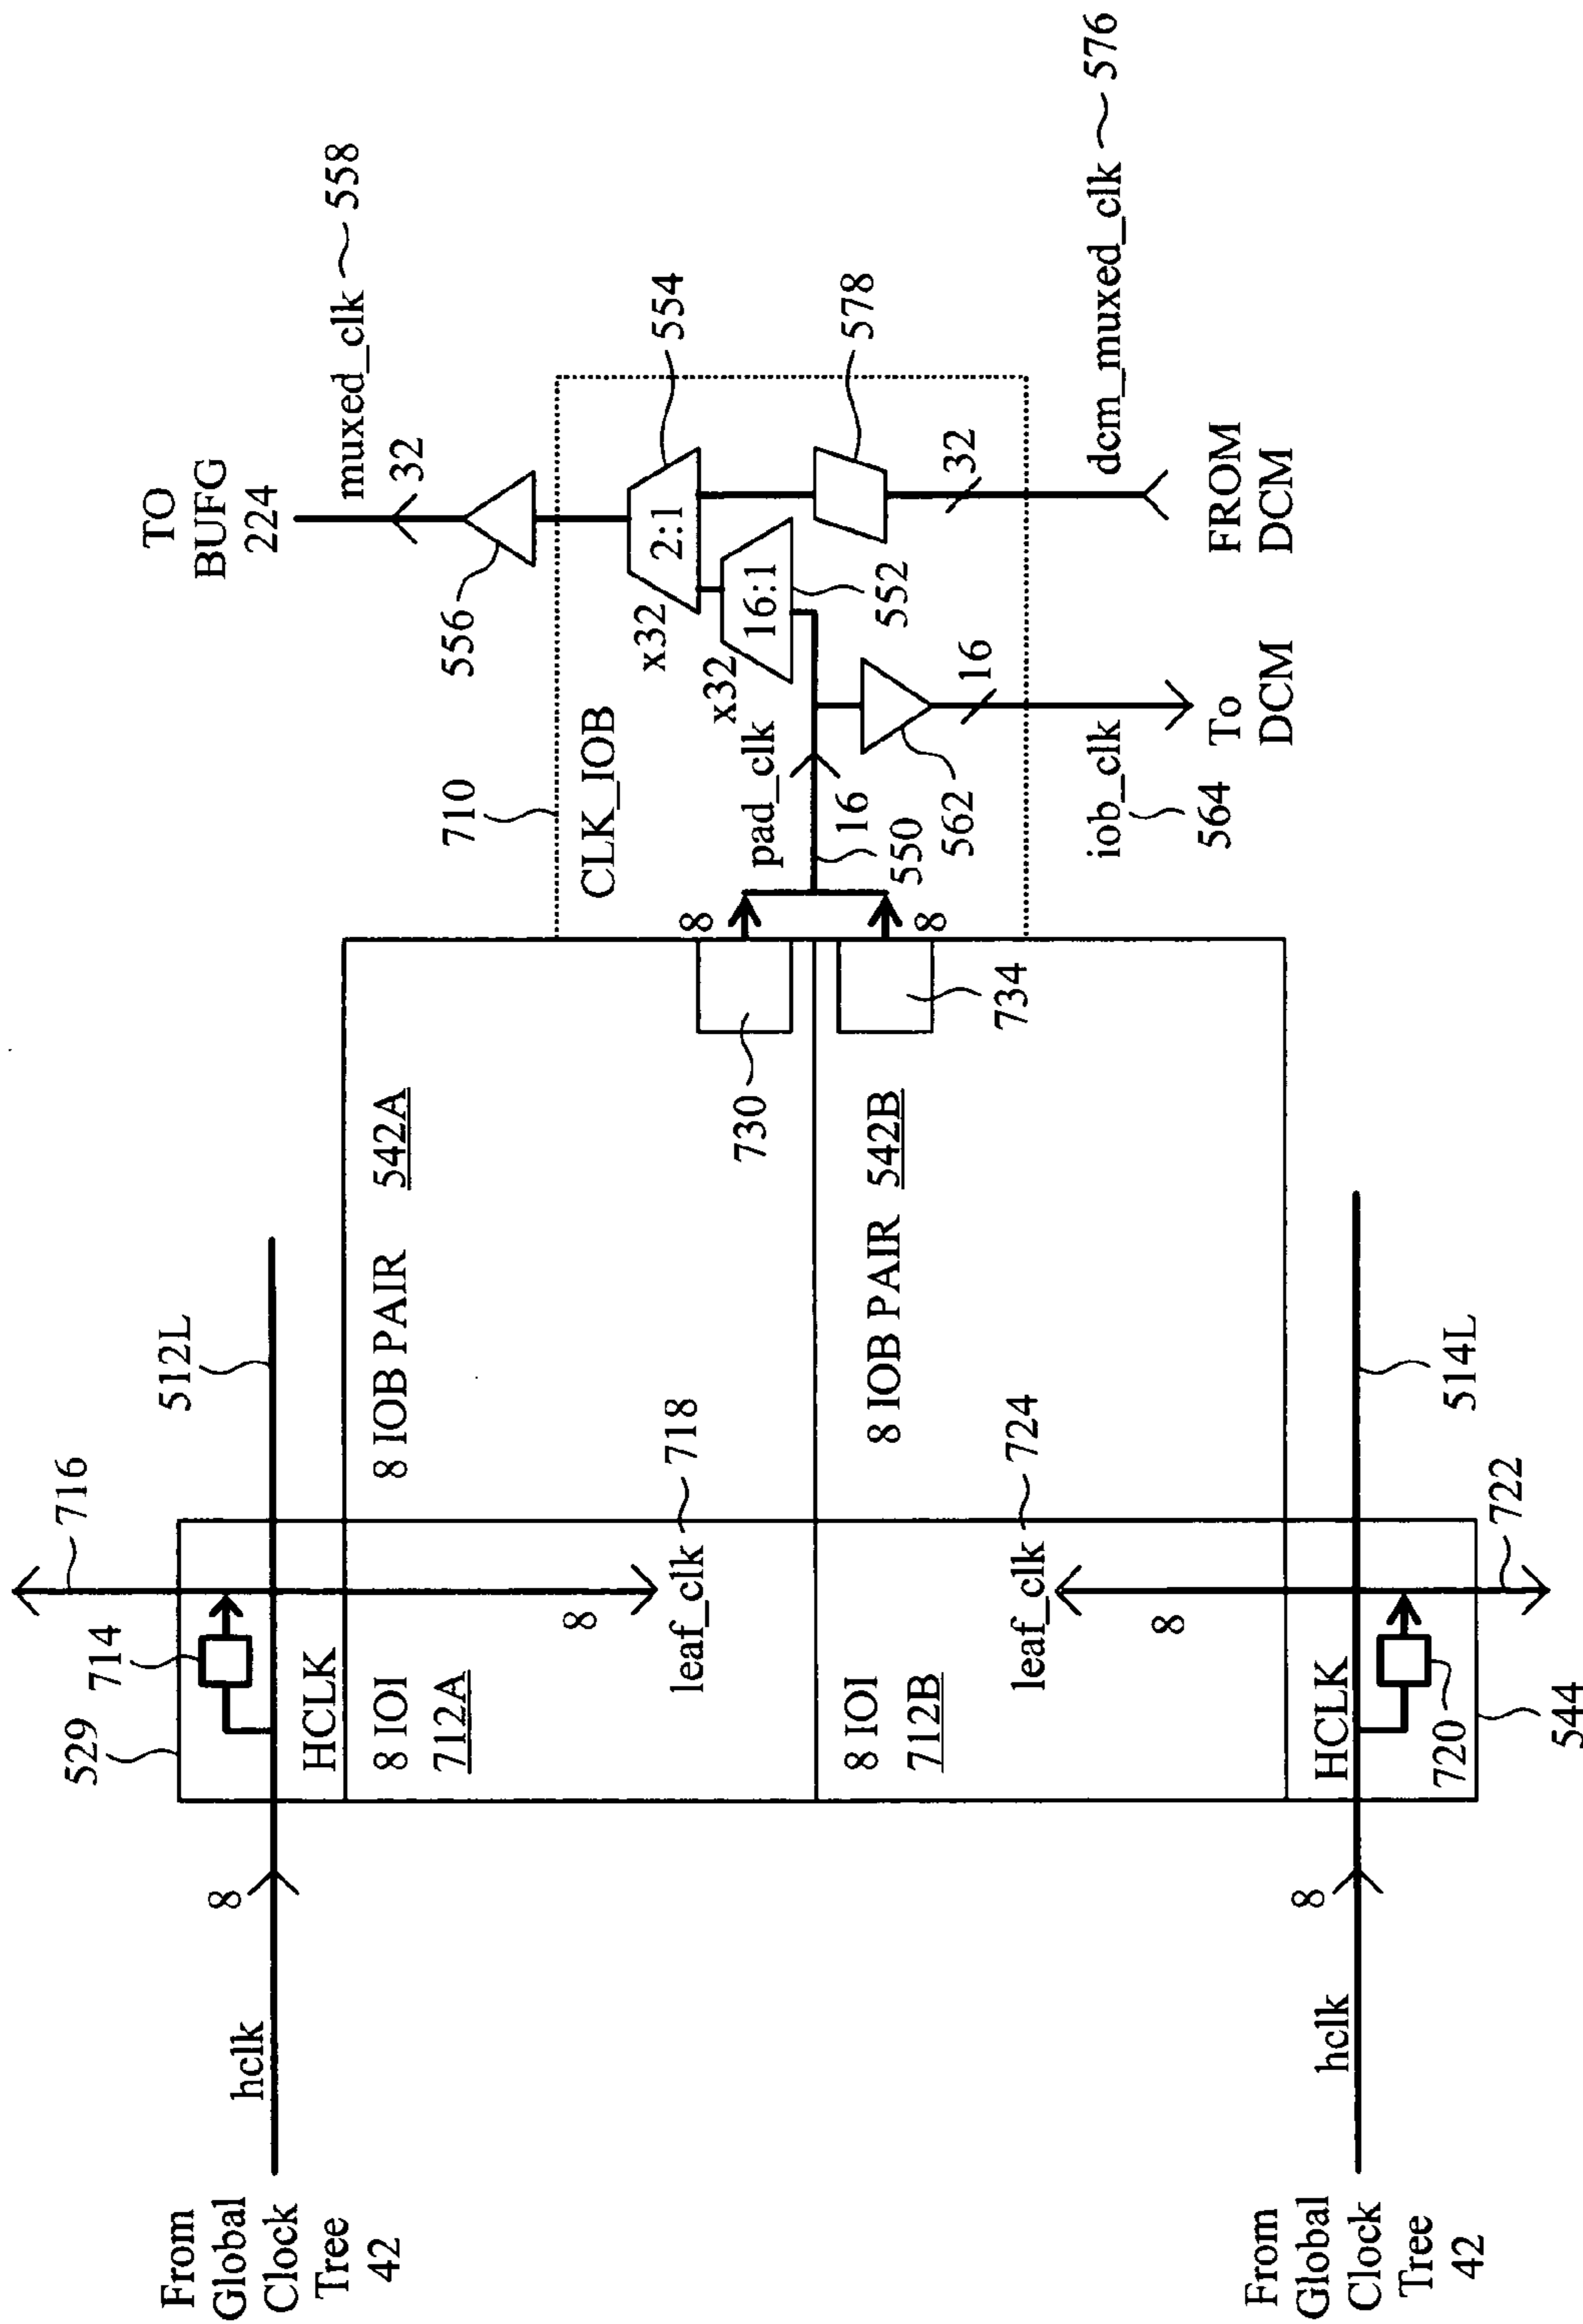 From
Global
Clock
Tree
42
hclk
8
529
714
716
HCLK
512L
8 IOI
712A
8
leaf_clk
718
8 IOB PAIR 542A
730
8
710
CLK_IOB
pad_clk
16
550
8
734
x32
16:1
552
x32
2:1
554
556
TO
BUFG
224
32
muxed_clk
558
562
16
iob_clk
564
To
DCM
578
32
FROM
DCM
dcm_muxed_clk
576
8 IOI
712B
leaf_clk
724
8
8 IOB PAIR 542B
From
Global
Clock
Tree
42
hclk
8
HCLK
720
544
722
514L